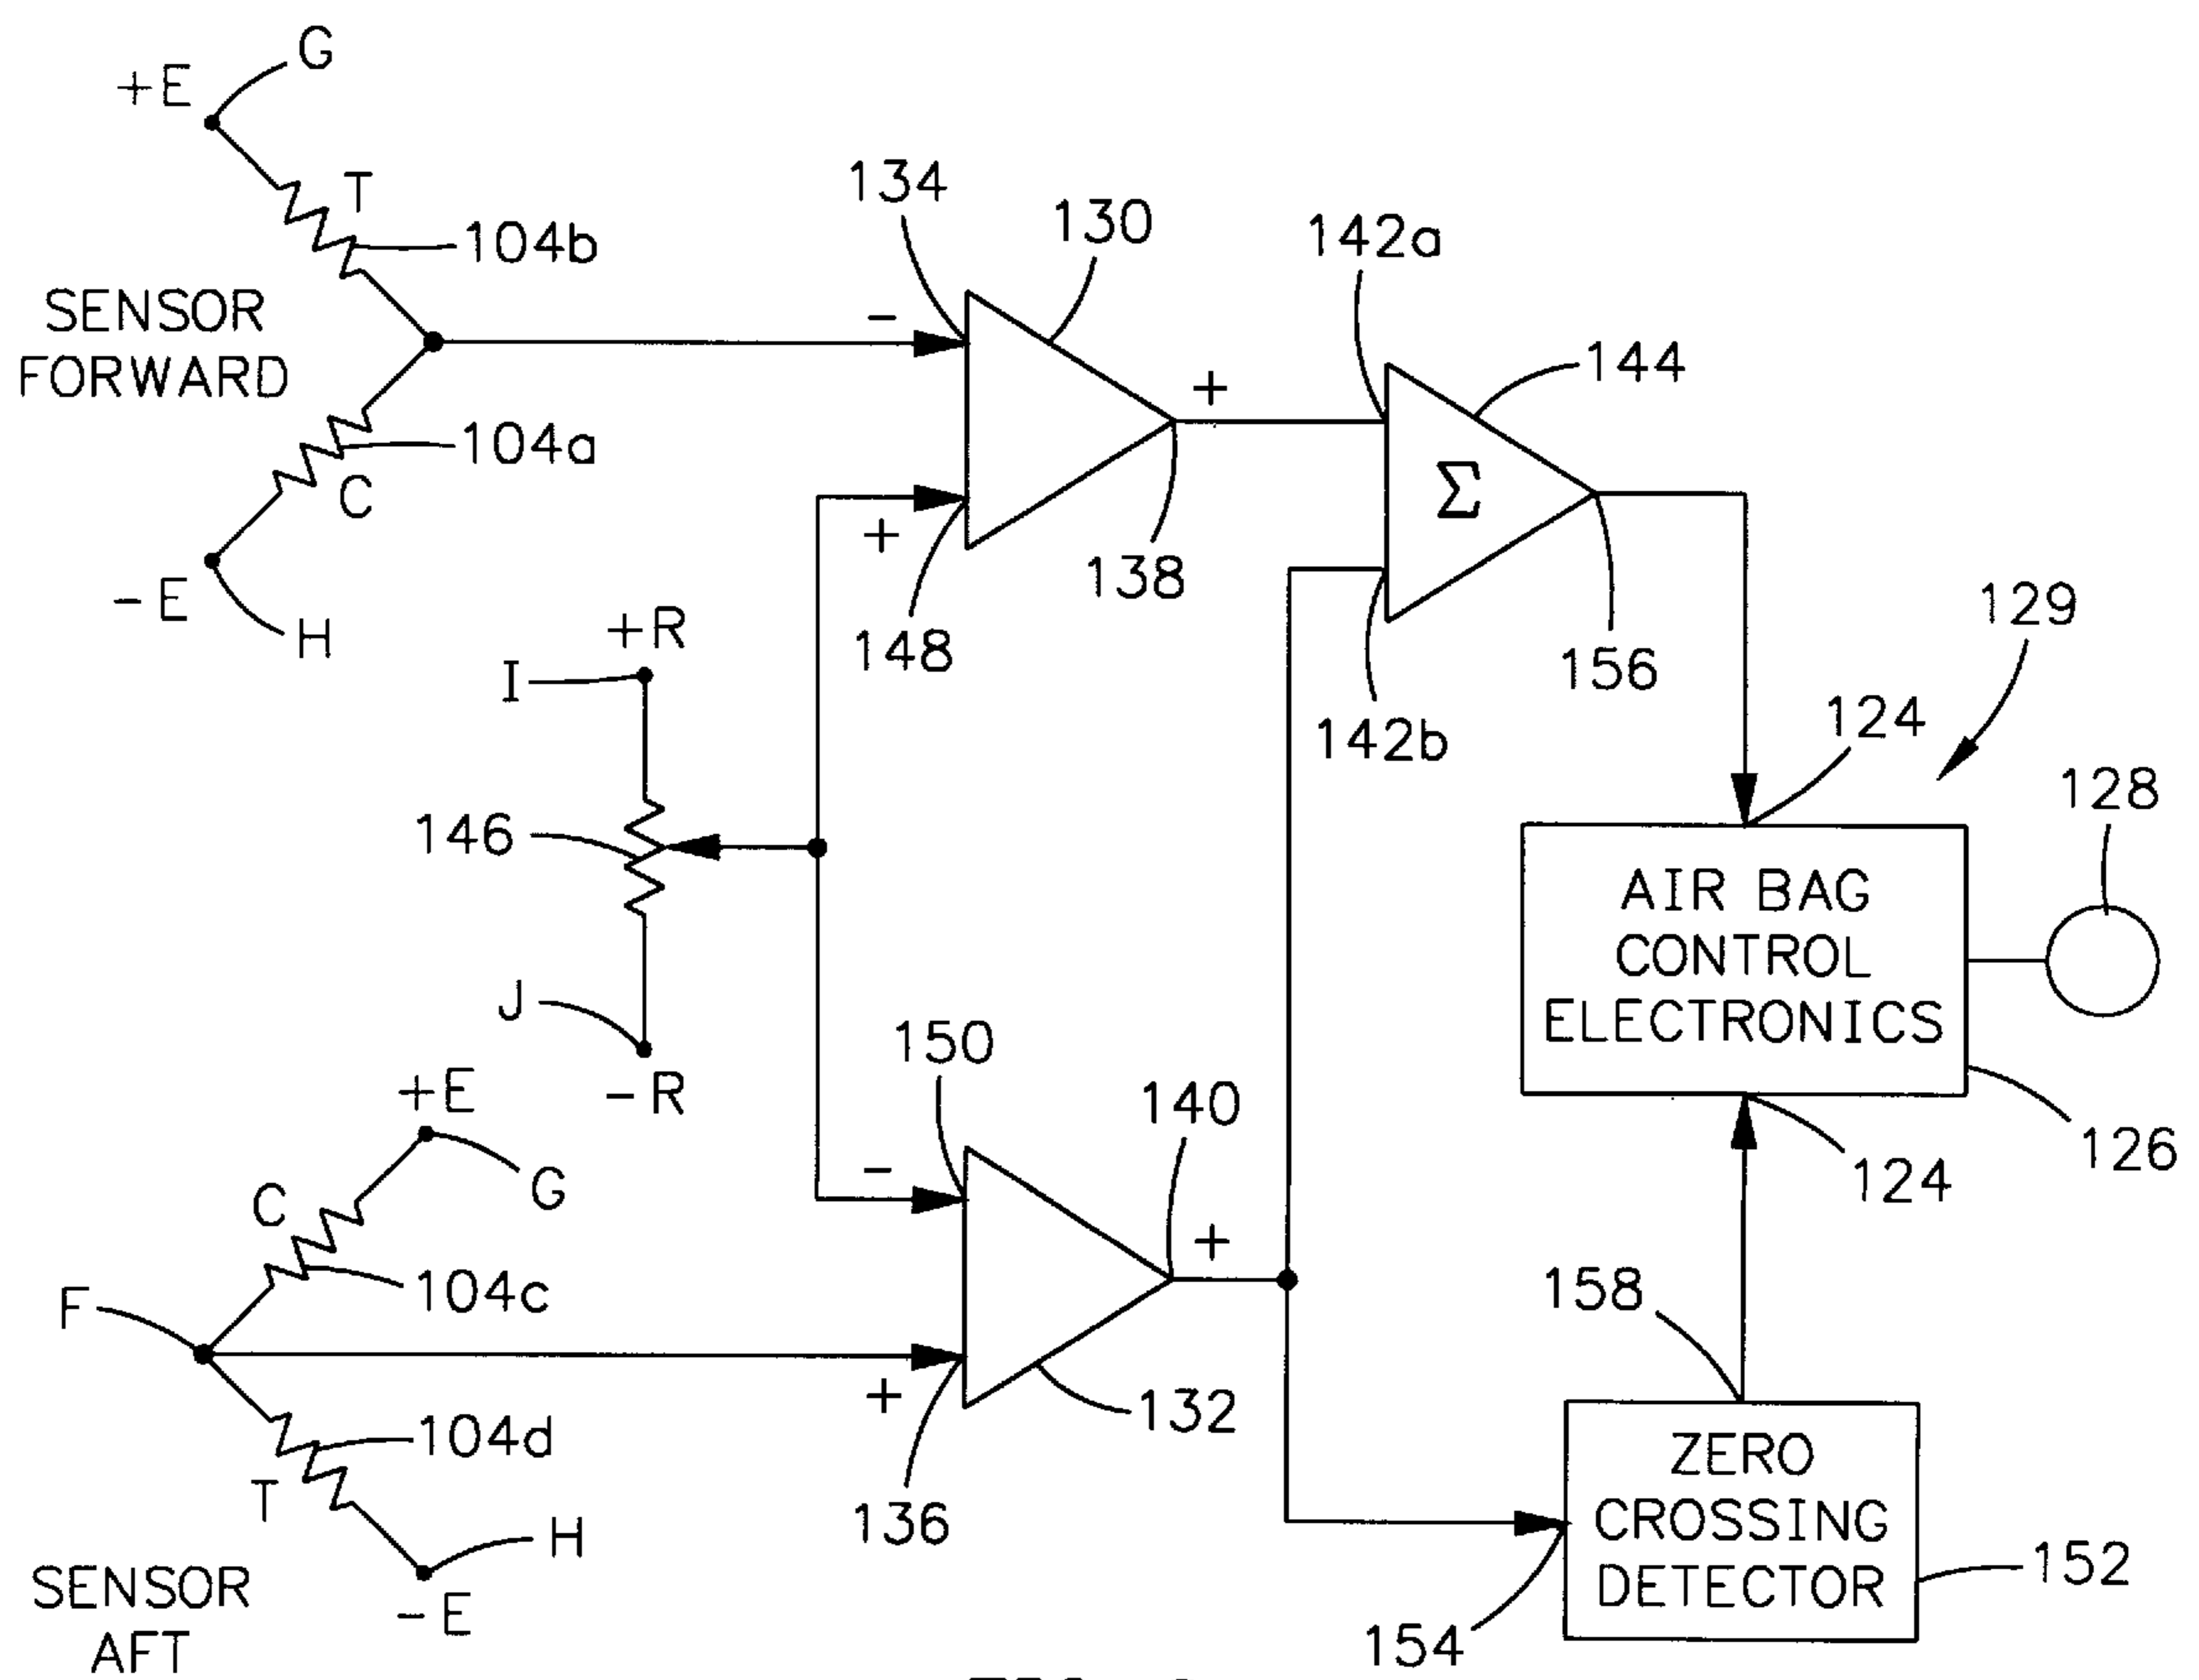 G
+E
T
104b
SENSOR
FORWARD
104a
C
-E
H
134
-
130
+
148
138
+
142a
144
Σ
142b
156
129
124
128
AIR BAG
CONTROL
ELECTRONICS
126
124
+R
I
146
J
-R
+E
G
C
104c
F
104d
T
H
-E
SENSOR
AFT
150
-
140
+
132
+
136
158
ZERO
CROSSING
DETECTOR
152
154